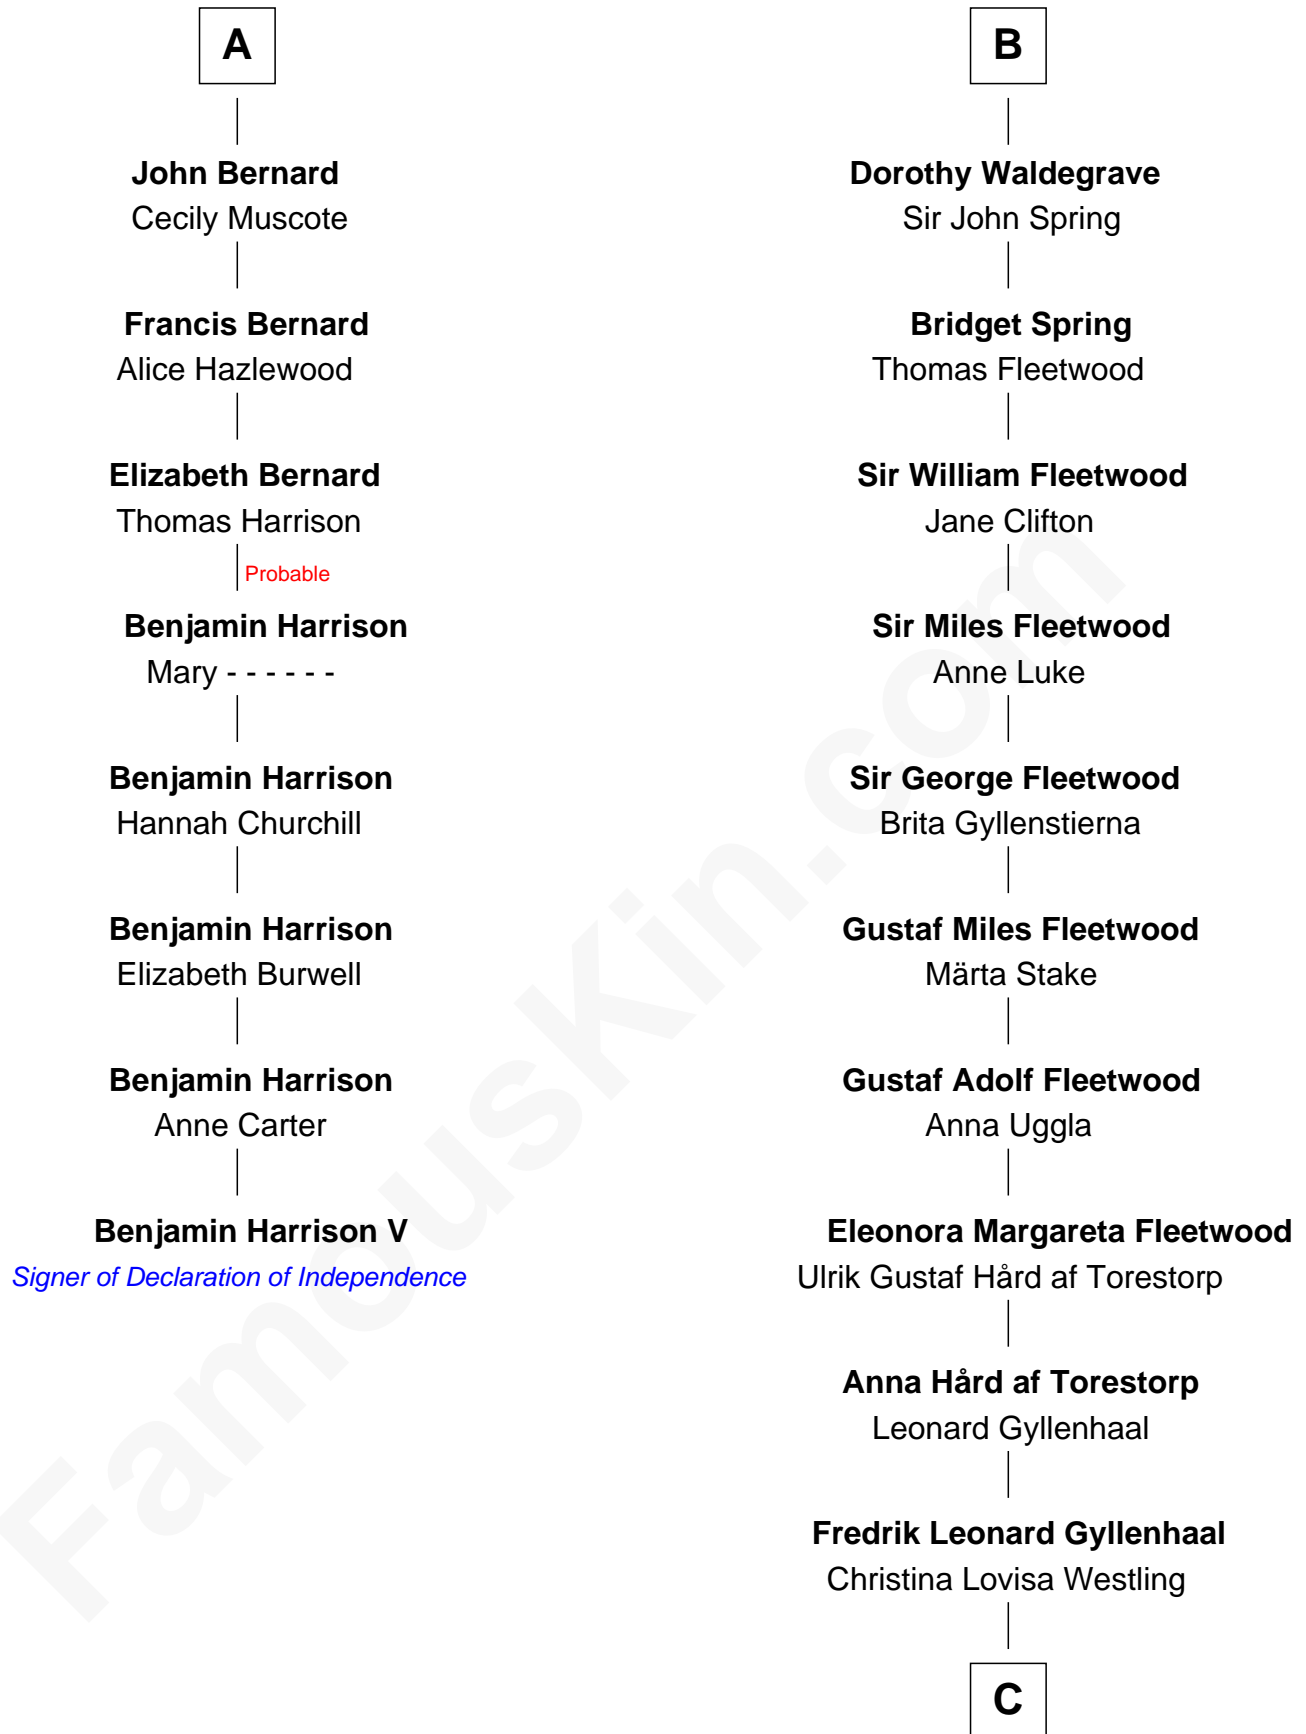 A
John Bernard
Cecily Muscote
Francis Bernard
Alice Hazlewood
Elizabeth Bernard
Thomas Harrison
Probable
Benjamin Harrison
Mary - - - - - -
Benjamin Harrison
Hannah Churchill
Benjamin Harrison
Elizabeth Burwell
Benjamin Harrison
Anne Carter
Benjamin Harrison V
Signer of Declaration of Independence
B
Dorothy Waldegrave
Sir John Spring
Bridget Spring
Thomas Fleetwood
Sir William Fleetwood
Jane Clifton
Sir Miles Fleetwood
Anne Luke
Sir George Fleetwood
Brita Gyllenstierna
Gustaf Miles Fleetwood
Märta Stake
Gustaf Adolf Fleetwood
Anna Uggla
Eleonora Margareta Fleetwood
Ulrik Gustaf Hård af Torestorp
Anna Hård af Torestorp
Leonard Gyllenhaal
Fredrik Leonard Gyllenhaal
Christina Lovisa Westling
C
FamousKin.com